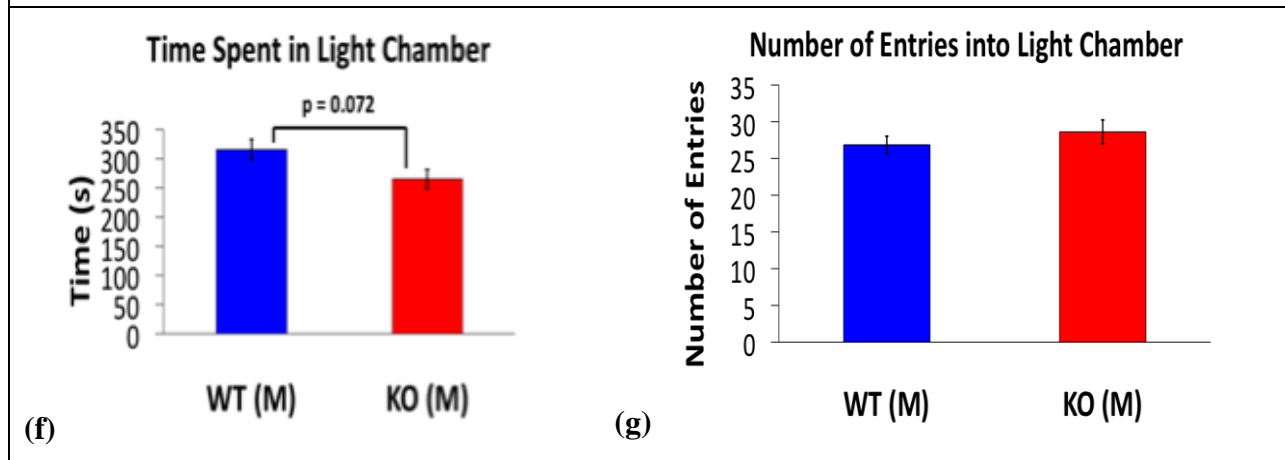 Time Spent in Light Chamber
p = 0.072
Time (s)
350
300
250
200
150
100
50
0
WT (M)
KO (M)
(f)
Number of Entries into Light Chamber
Number of Entries
35
30
25
20
15
10
5
0
WT (M)
KO (M)
(g)